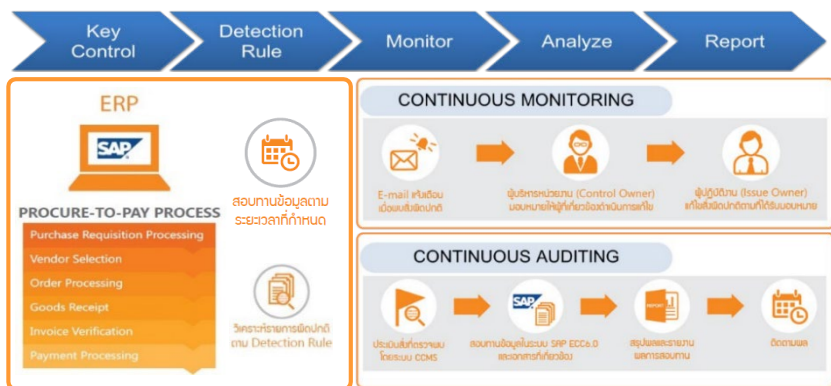 Key
Control
Detection
Rule
Monitor
Analyze
Report
ERP
SAP
PROCURE-TO-PAY PROCESS
Purchase Requisition Processing
Vendor Selection
Order Processing
Goods Receipt
Invoice Verification
Payment Processing
สอบทานข้อมูลตาม
ระยะเวลาที่กำหนด
วิเคราะห์รายการผิดปกติ
ตาม Detection Rule
CONTINUOUS MONITORING
E-mail แจ้งเตือน
เมื่อพบสิ่งผิดปกติ
ผู้บริหารหน่วยงาน (Control Owner)
มอบหมายให้ผู้ที่เกี่ยวข้องดำเนินการแก้ไข
ผู้ปฏิบัติงาน (Issue Owner)
แก้ไขสิ่งผิดปกติตามที่ได้รับมอบหมาย
CONTINUOUS AUDITING
ประเมินสิ่งที่ตรวจพบ
โดยระบบ CCMS
SAP
สอบทานข้อมูลในระบบ SAP ECC6.0
และเอกสารที่เกี่ยวข้อง
REPORT
สรุปผลและรายงาน
ผลการสอบทาน
ติดตามผล